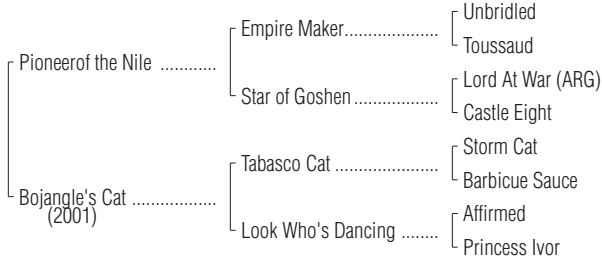 Unbridled
Empire Maker.....................
Toussaud
Pioneerof the Nile ............
Lord At War (ARG)
Star of Goshen...................
Castle Eight
Storm Cat
Tabasco Cat .......................
Barbicue Sauce
Bojangle's Cat ..................
(2001)
Affirmed
Look Who's Dancing ........
Princess Ivor